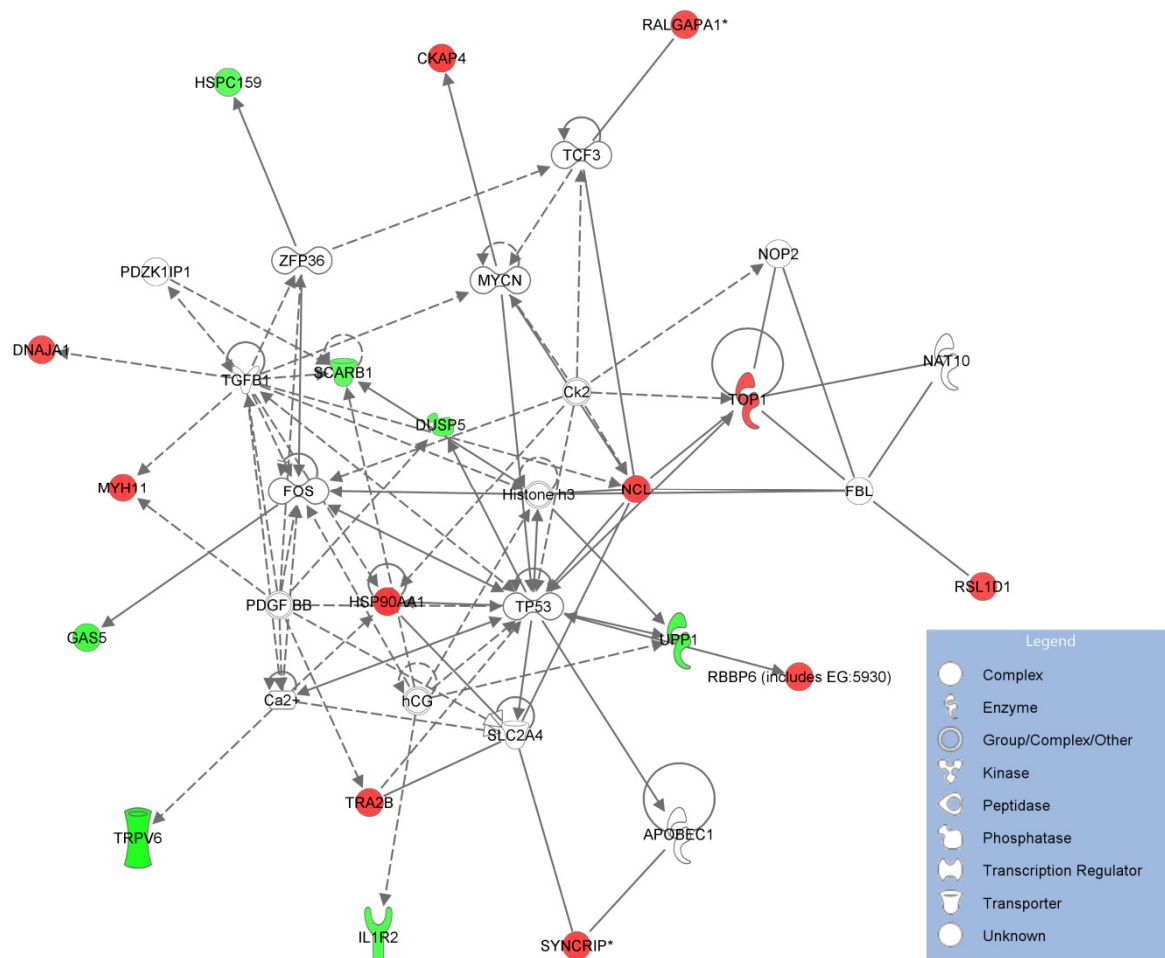 RALGAPA1*
CKAP4
HSPC159
TCF3
NOP2
ZFP36
PDZK1IP1
MYCN
DNAJA1
NAT10
SCARB1
TGFB1
Ck2
TOP1
DUSP5
MYH11
FOS
Histone h3
NCL
FBL
RSL1D1
PDGF BB
HSP90AA1
TP53
GAS5
UPP1
RBBP6 (includes EG:5930)
Ca2+
hCG
SLC2A4
TRA2B
APOBEC1
TRPV6
IL1R2
SYNCRIP*
Legend
Complex
Enzyme
Group/Complex/Other
Kinase
Peptidase
Phosphatase
Transcription Regulator
Transporter
Unknown